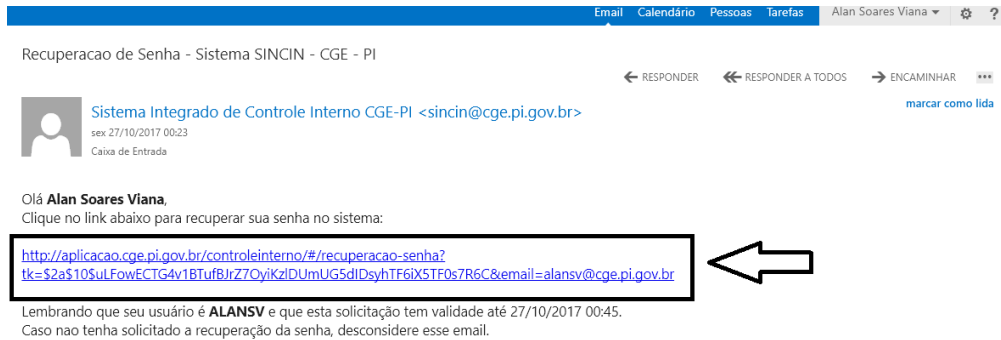 Email Calendário Pessoas Tarefas Alan Soares Viana ?
Recuperacao de Senha - Sistema SINCIN - CGE - PI
RESPONDER RESPONDER A TODOS ENCAMINHAR ...
Sistema Integrado de Controle Interno CGE-PI <sincin@cge.pi.gov.br> marcar como lida
sex 27/10/2017 00:23
Caixa de Entrada
Olá Alan Soares Viana,
Clique no link abaixo para recuperar sua senha no sistema:
http://aplicacao.cge.pi.gov.br/controleinterno/#/recuperacao-senha?
tk=$2a$10$uLFowECTG4v1BTufBJrZ7OyiKzlDUmUG5dIDsyhTF6iX5TF0s7R6C&email=alansv@cge.pi.gov.br
Lembrando que seu usuário é ALANSV e que esta solicitação tem validade até 27/10/2017 00:45.
Caso nao tenha solicitado a recuperação da senha, desconsidere esse email.